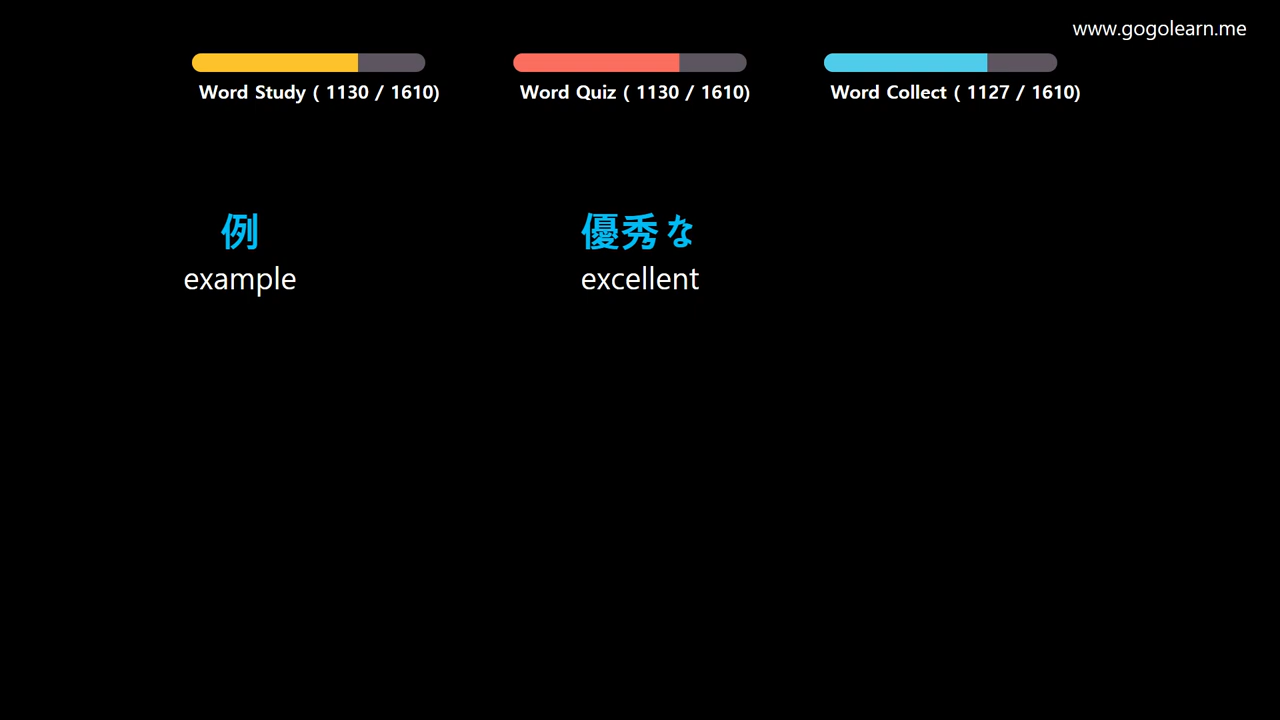 www.gogolearn.me
Word Study ( 1130 / 1610)
Word Quiz ( 1130 / 1610)
Word Collect ( 1127 / 1610)
例
example
優秀な
excellent